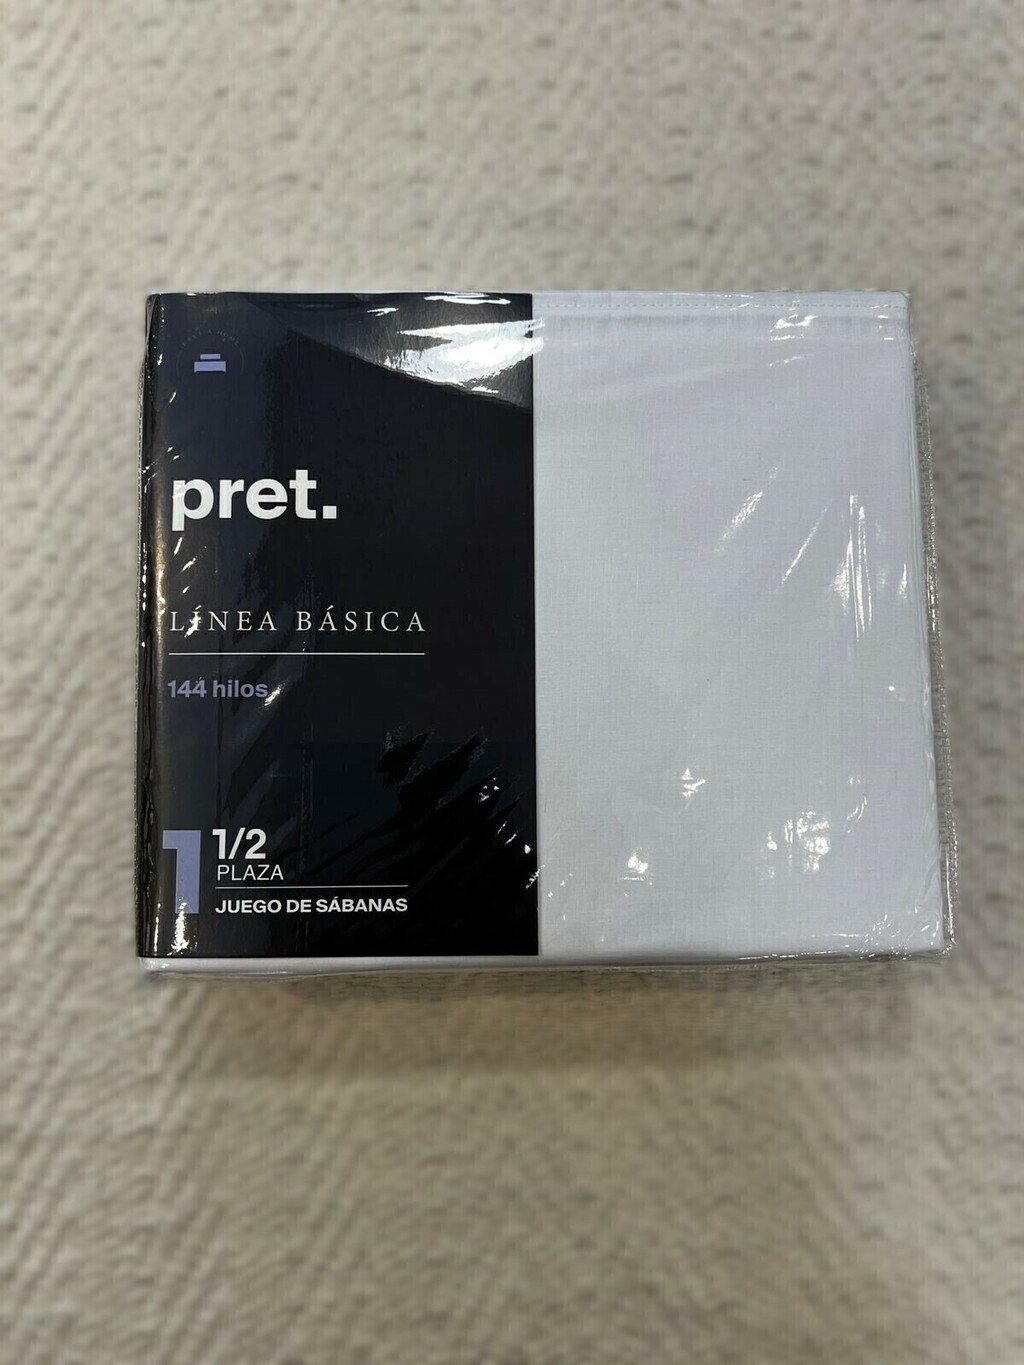 pret.
LÍNEA BÁSICA
144 hilos
1 1/2
PLAZA
JUEGO DE SÁBANAS